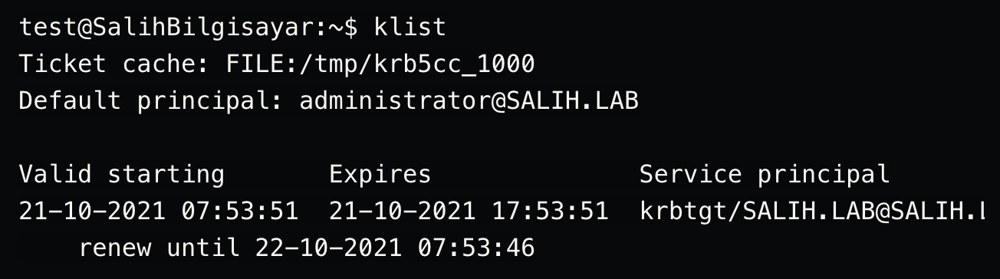 test@SalihBilgisayar:~$ klist
Ticket cache: FILE:/tmp/krb5cc_1000
Default principal: administrator@SALIH.LAB
Valid starting       Expires              Service principal
21-10-2021 07:53:51  21-10-2021 17:53:51  krbtgt/SALIH.LAB@SALIH.L
    renew until 22-10-2021 07:53:46